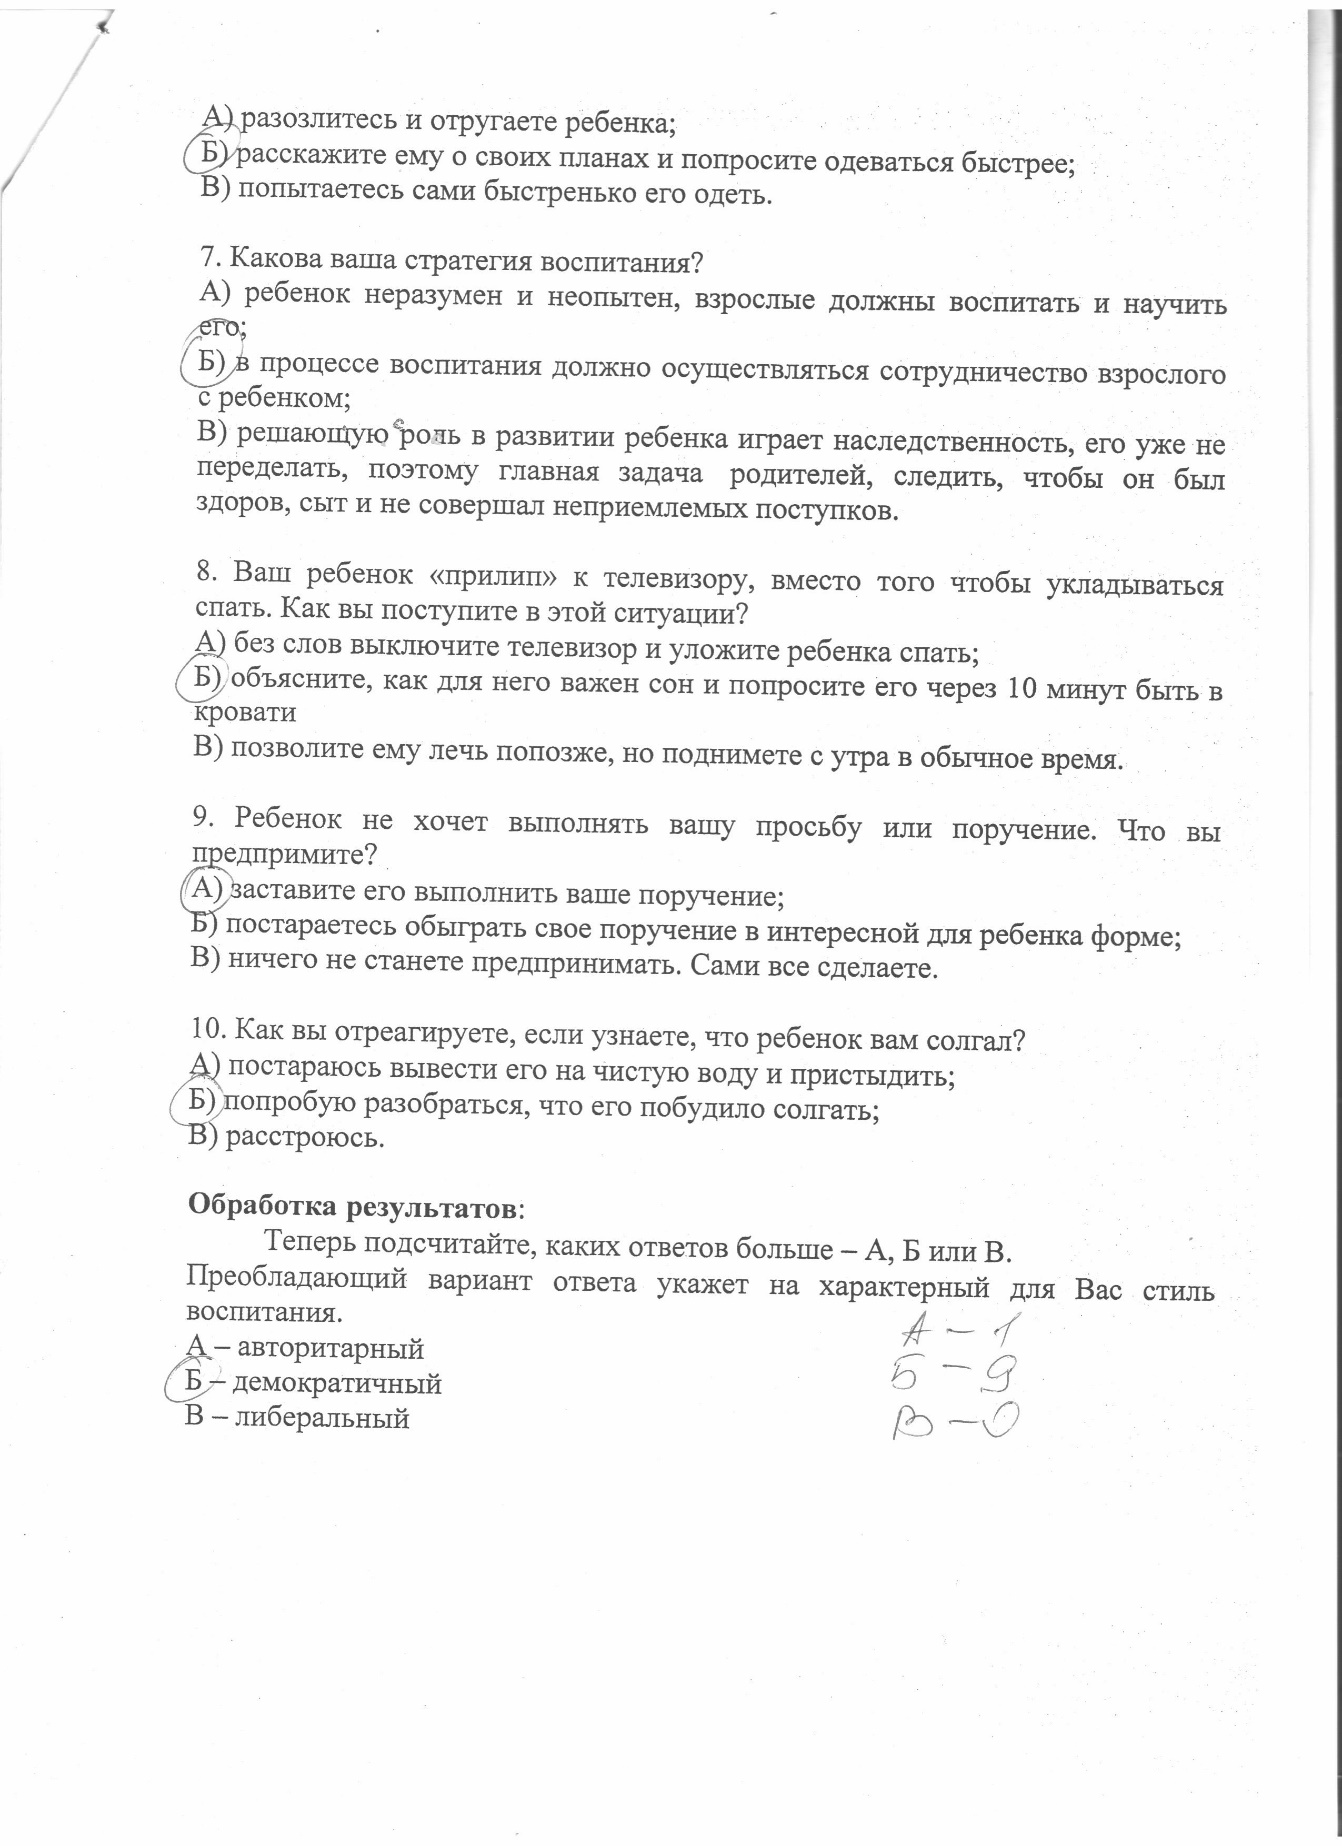 А) разозлитесь и отругаете ребенка;
Б) расскажите ему о своих планах и попросите одеваться быстрее;
В) попытаетесь сами быстренько его одеть.
7. Какова ваша стратегия воспитания?
А) ребенок неразумен и неопытен, взрослые должны воспитать и научить
его;
Б) в процессе воспитания должно осуществляться сотрудничество взрослого
с ребенком;
В) решающую роль в развитии ребенка играет наследственность, его уже не
переделать, поэтому главная задача родителей, следить, чтобы он был
здоров, сыт и не совершал неприемлемых поступков.
8. Ваш ребенок «прилип» к телевизору, вместо того чтобы укладываться
спать. Как вы поступите в этой ситуации?
А) без слов выключите телевизор и уложите ребенка спать;
Б) объясните, как для него важен сон и попросите его через 10 минут быть в
кровати
В) позволите ему лечь попозже, но поднимете с утра в обычное время.
9. Ребенок не хочет выполнять вашу просьбу или поручение. Что вы
предпримите?
А) заставите его выполнить ваше поручение;
Б) постараетесь обыграть свое поручение в интересной для ребенка форме;
В) ничего не станете предпринимать. Сами все сделаете.
10. Как вы отреагируете, если узнаете, что ребенок вам солгал?
А) постараюсь вывести его на чистую воду и пристыдить;
Б) попробую разобраться, что его побудило солгать;
В) расстроюсь.
Обработка результатов:
Теперь подсчитайте, каких ответов больше – А, Б или В.
Преобладающий вариант ответа укажет на характерный для Вас стиль
воспитания.
А – авторитарный
Б – демократичный
В – либеральный
А – 1
Б – 9
В – 0